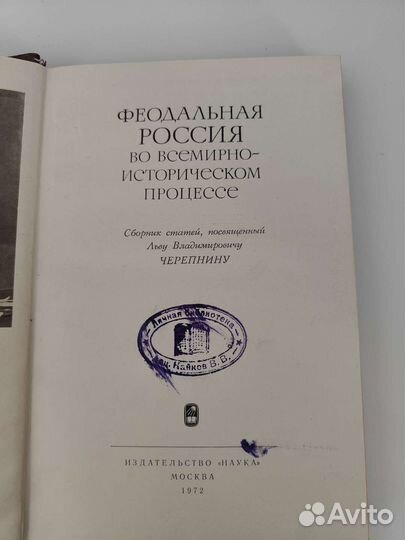 ФЕОДАЛЬНАЯ
РОССИЯ
ВО ВСЕМИРНО-
ИСТОРИЧЕСКОМ
ПРОЦЕССЕ
Сборник статей, посвященный
Льву Владимировичу
ЧЕРЕПНИНУ
Личная библиотека
Кайков В. В.
ИЗДАТЕЛЬСТВО «НАУКА»
МОСКВА
1972
Avito